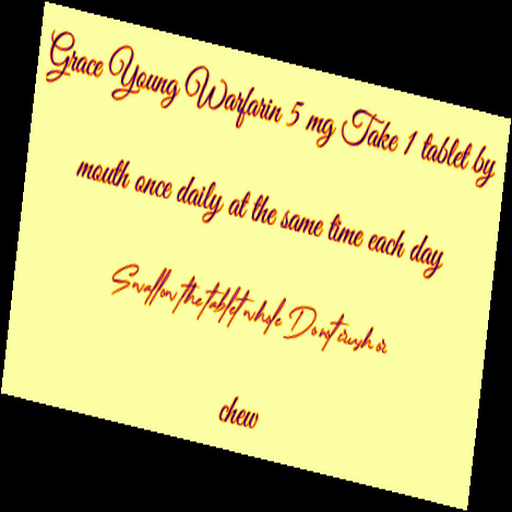 Grace Young Warfarin 5 mg Take 1 tablet by
mouth once daily at the same time each day
Swallow the tablet whole Do not crush or
chew